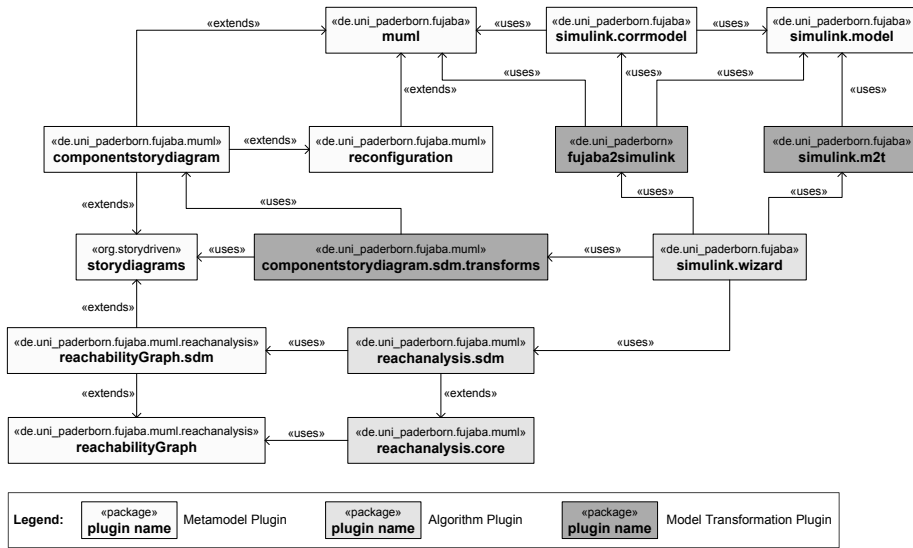 «de.uni_paderborn.fujaba»
muml
«uses»
«de.uni_paderborn.fujaba»
simulink.corrmodel
«uses»
«de.uni_paderborn.fujaba»
simulink.model
«extends»
«uses»
«uses»
«uses»
«uses»
«extends»
«de.uni_paderborn.fujaba.muml»
componentstorydiagram
«extends»
«de.uni_paderborn.fujaba.muml»
reconfiguration
«de.uni_paderborn»
fujaba2simulink
«de.uni_paderborn.fujaba»
simulink.m2t
«extends»
«uses»
«uses»
«uses»
«org.storydriven»
storydiagrams
«uses»
«de.uni_paderborn.fujaba.muml»
componentstorydiagram.sdm.transforms
«uses»
«de.uni_paderborn.fujaba»
simulink.wizard
«extends»
«de.uni_paderborn.fujaba.muml.reachanalysis»
reachabilityGraph.sdm
«uses»
«de.uni_paderborn.fujaba.muml»
reachanalysis.sdm
«uses»
«extends»
«extends»
«de.uni_paderborn.fujaba.muml.reachanalysis»
reachabilityGraph
«uses»
«de.uni_paderborn.fujaba.muml»
reachanalysis.core
Legend:
«package»
plugin name
Metamodel Plugin
«package»
plugin name
Algorithm Plugin
«package»
plugin name
Model Transformation Plugin